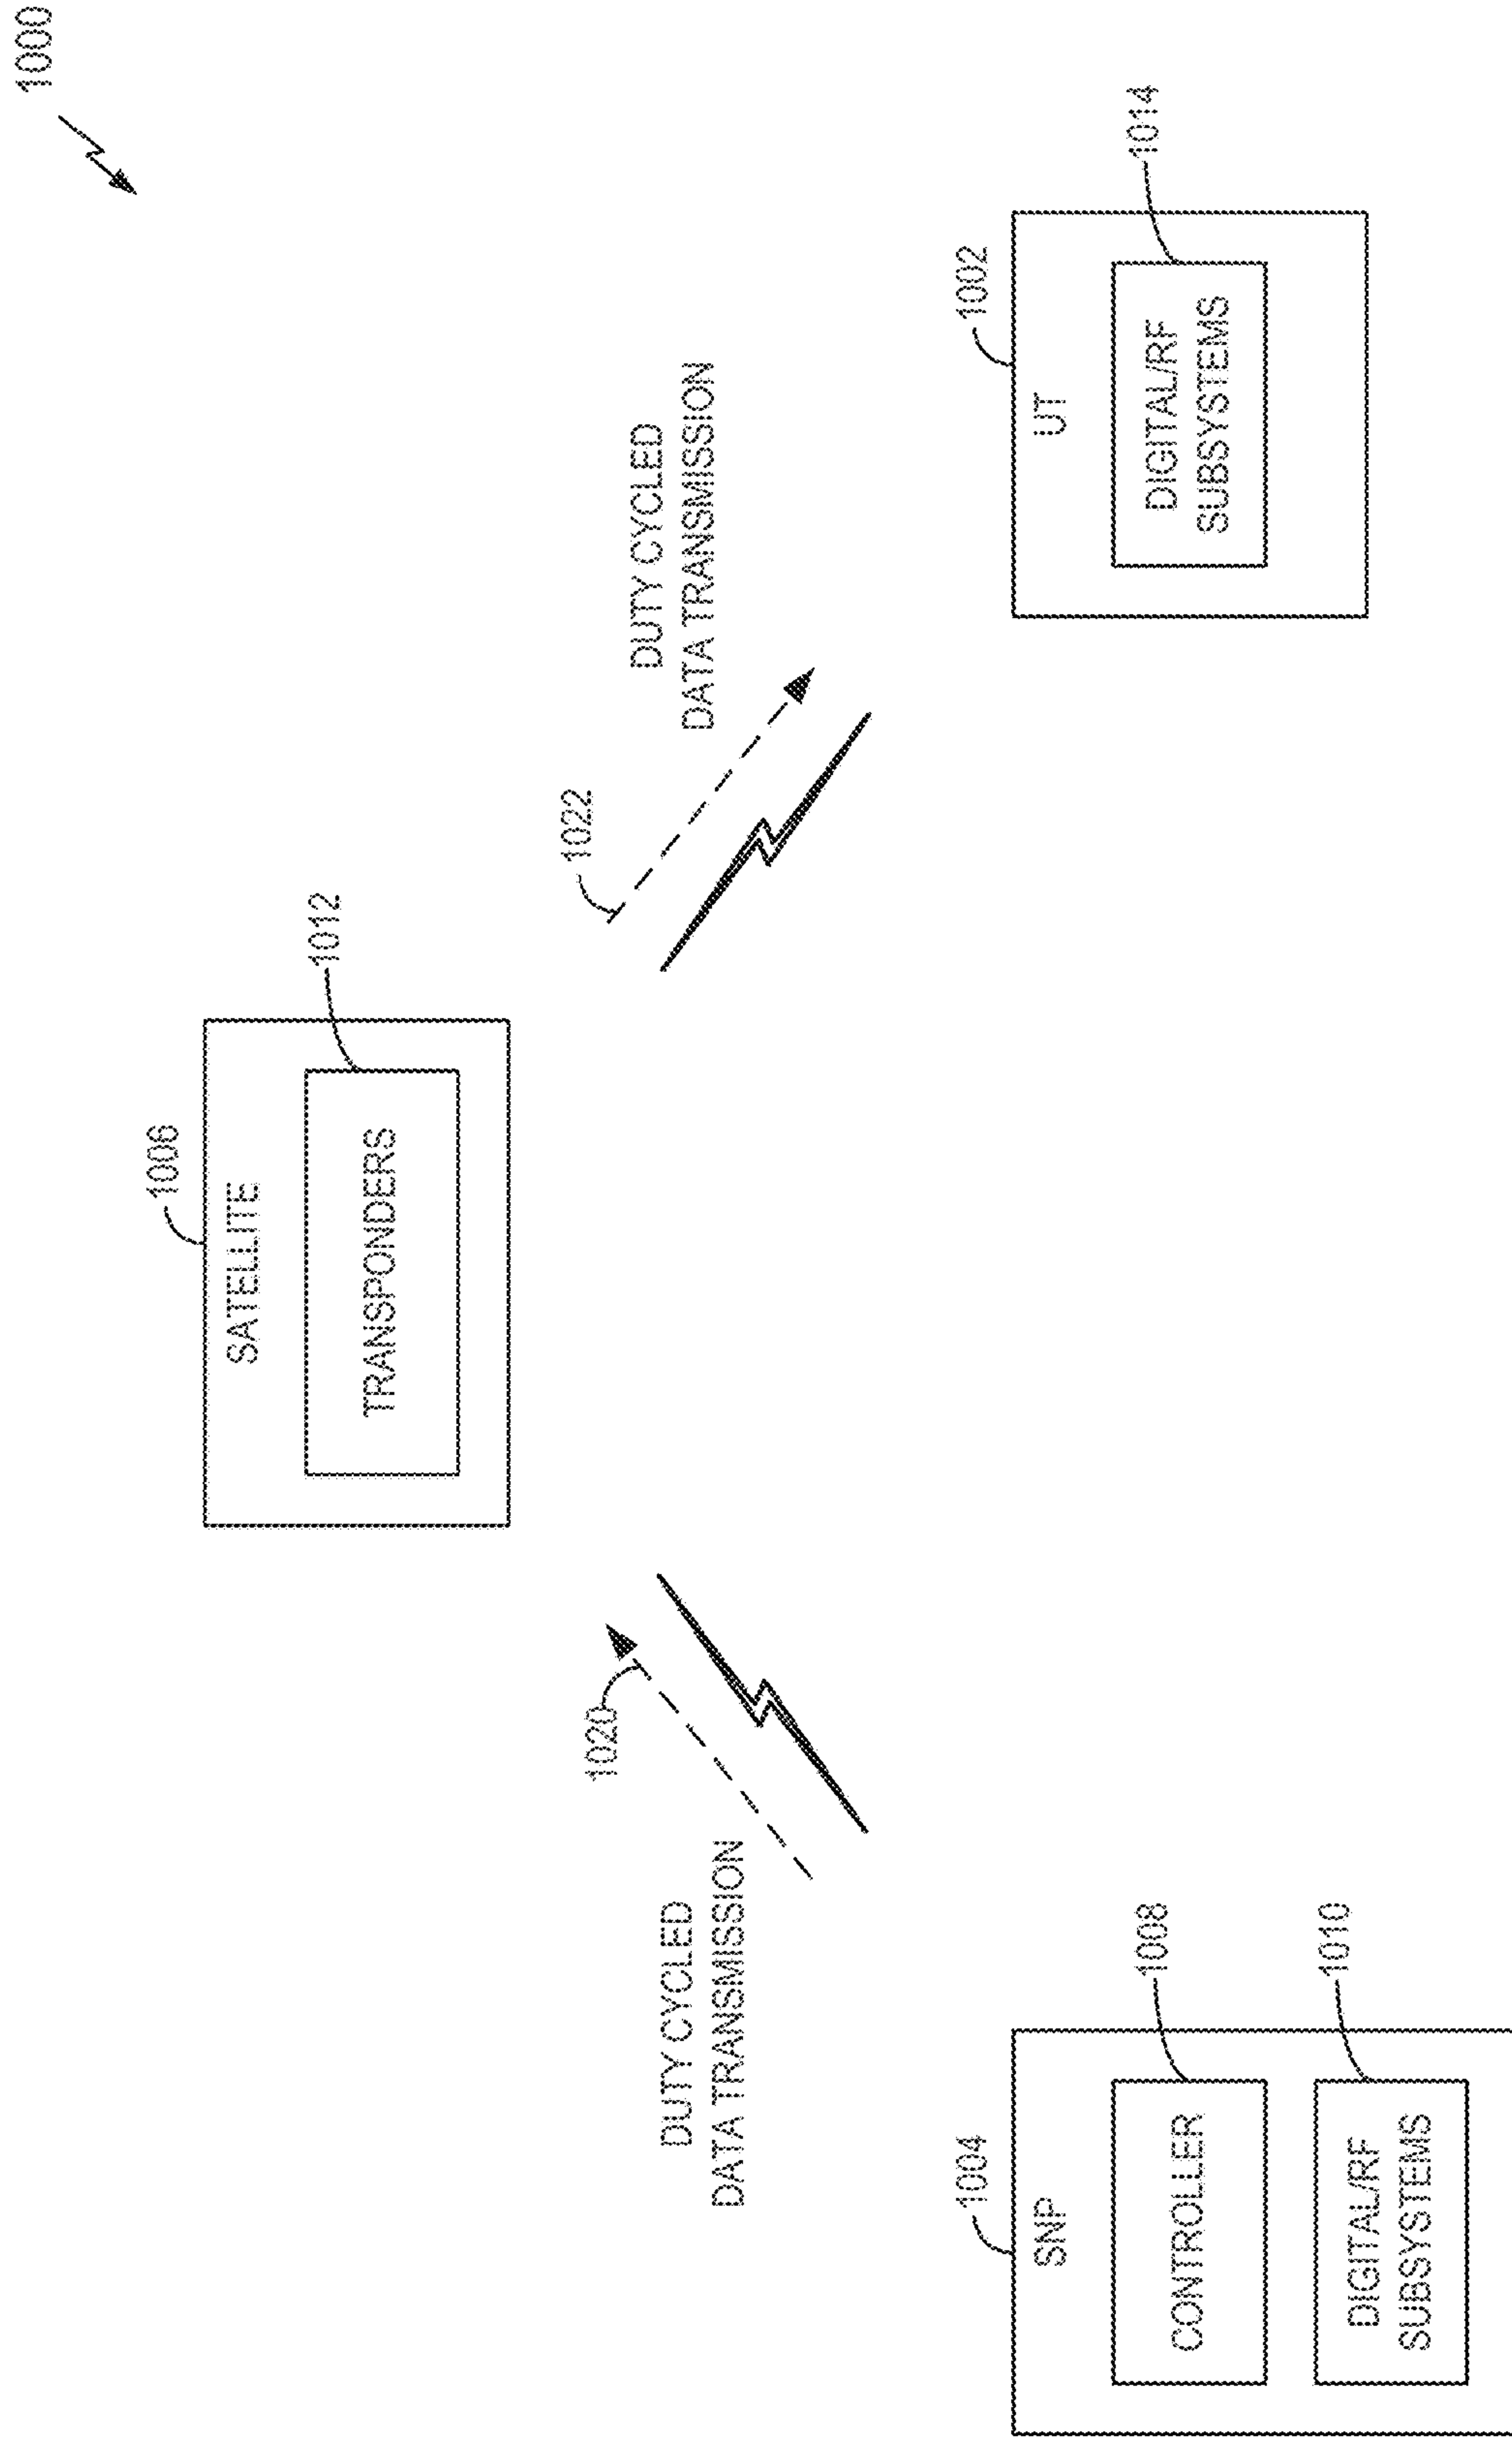 1000
1006
SATELLITE
1012
TRANSPONDERS
1020
DUTY CYCLED
DATA TRANSMISSION
1022
DUTY CYCLED
DATA TRANSMISSION
1004
SNP
1008
CONTROLLER
1010
DIGITAL/RF
SUBSYSTEMS
1002
UT
1014
DIGITAL/RF
SUBSYSTEMS